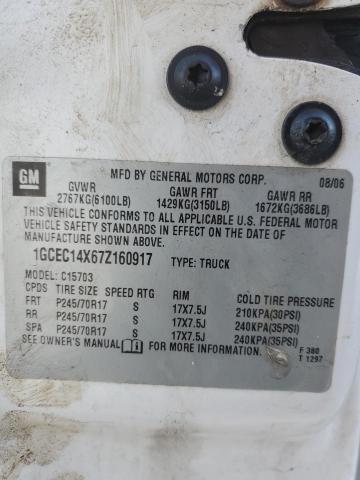 GM
MFD BY GENERAL MOTORS CORP. 08/06
GVWR GAWR FRT GAWR RR
2767KG(6100LB) 1429KG(3150LB) 1672KG(3686LB)
THIS VEHICLE CONFORMS TO ALL APPLICABLE U.S. FEDERAL MOTOR
VEHICLE SAFETY STANDARDS IN EFFECT ON THE DATE OF
MANUFACTURE SHOWN ABOVE.
1GCEC14X67Z160917 TYPE: TRUCK
MODEL: C15703
CPDS TIRE SIZE SPEED RTG RIM COLD TIRE PRESSURE
FRT P245/70R17 S 17X7.5J 210KPA(30PSI)
RR P245/70R17 S 17X7.5J 240KPA(35PSI)
SPA P245/70R17 S 17X7.5J 240KPA(35PSI)
SEE OWNER'S MANUAL FOR MORE INFORMATION. F 380
T 1297